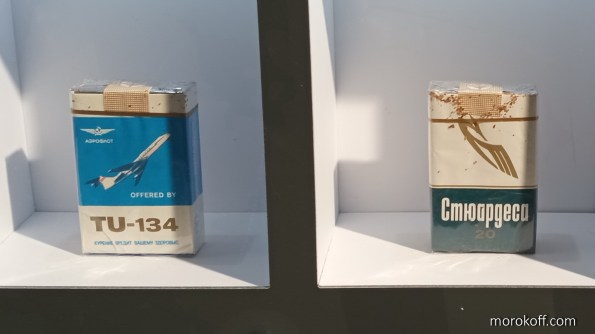 АЭРОФЛОТ
OFFERED BY
TU-134
КУРЕНИЕ ВРЕДИТ ВАШЕМУ ЗДОРОВЬЮ
Стюардеса
20
morokoff.com